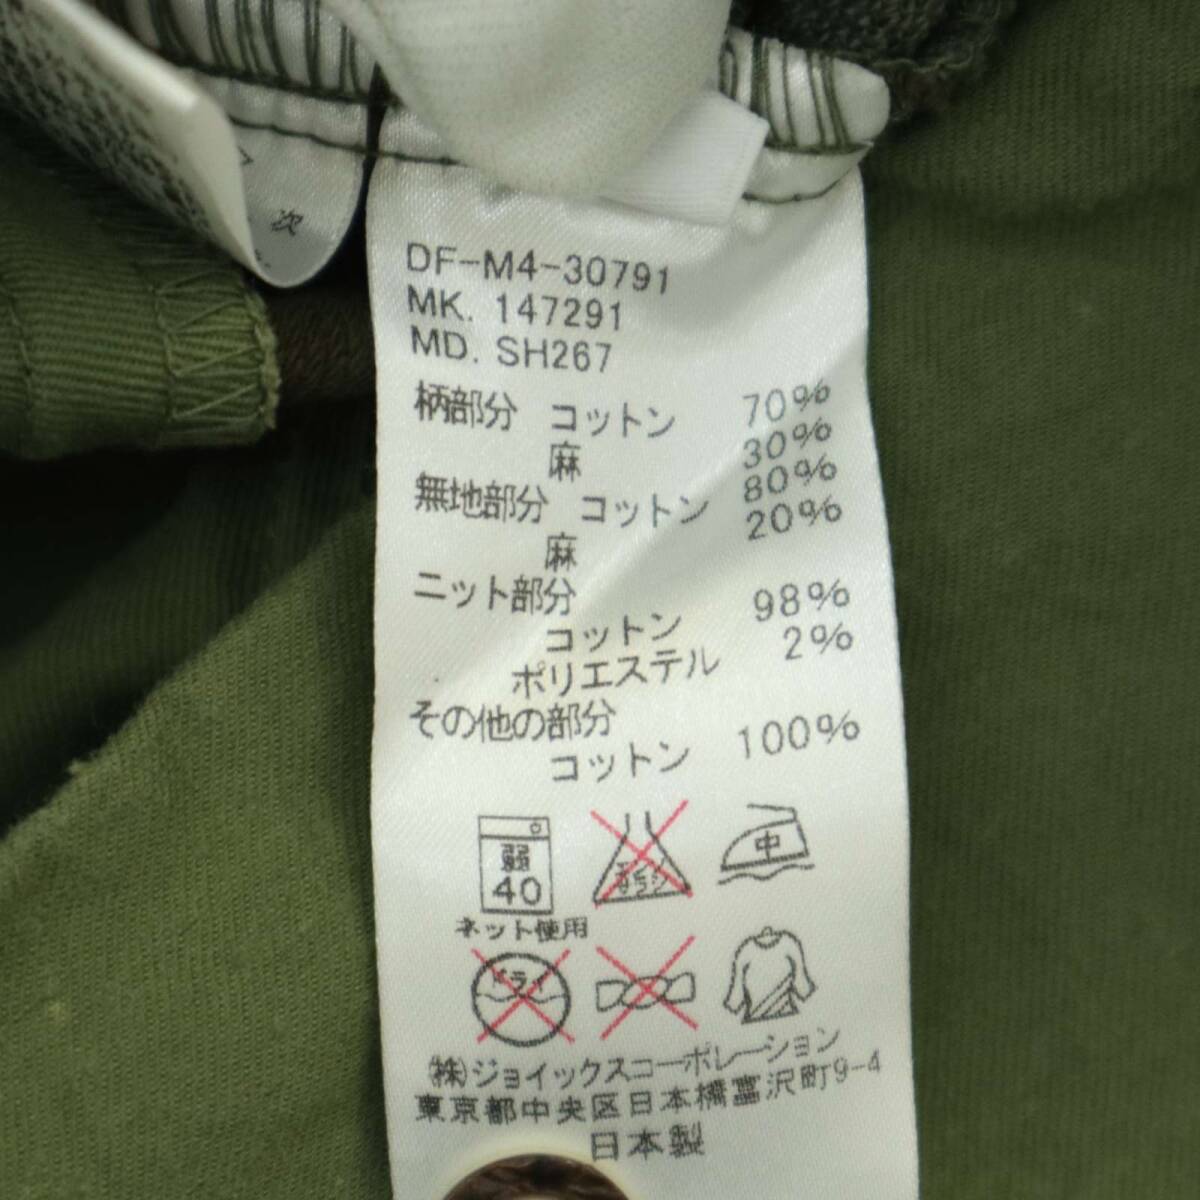 次
DF-M4-30791
MK. 147291
MD. SH267
柄部分 コットン 70%
麻 30%
無地部分 コットン 80%
麻 20%
ニット部分
コットン 98%
ポリエステル 2%
その他の部分
コットン 100%
弱
40
ネット使用
中
ドライ
㈱ジョイックスコーポレーション
東京都中央区日本橋富沢町9-4
日本製